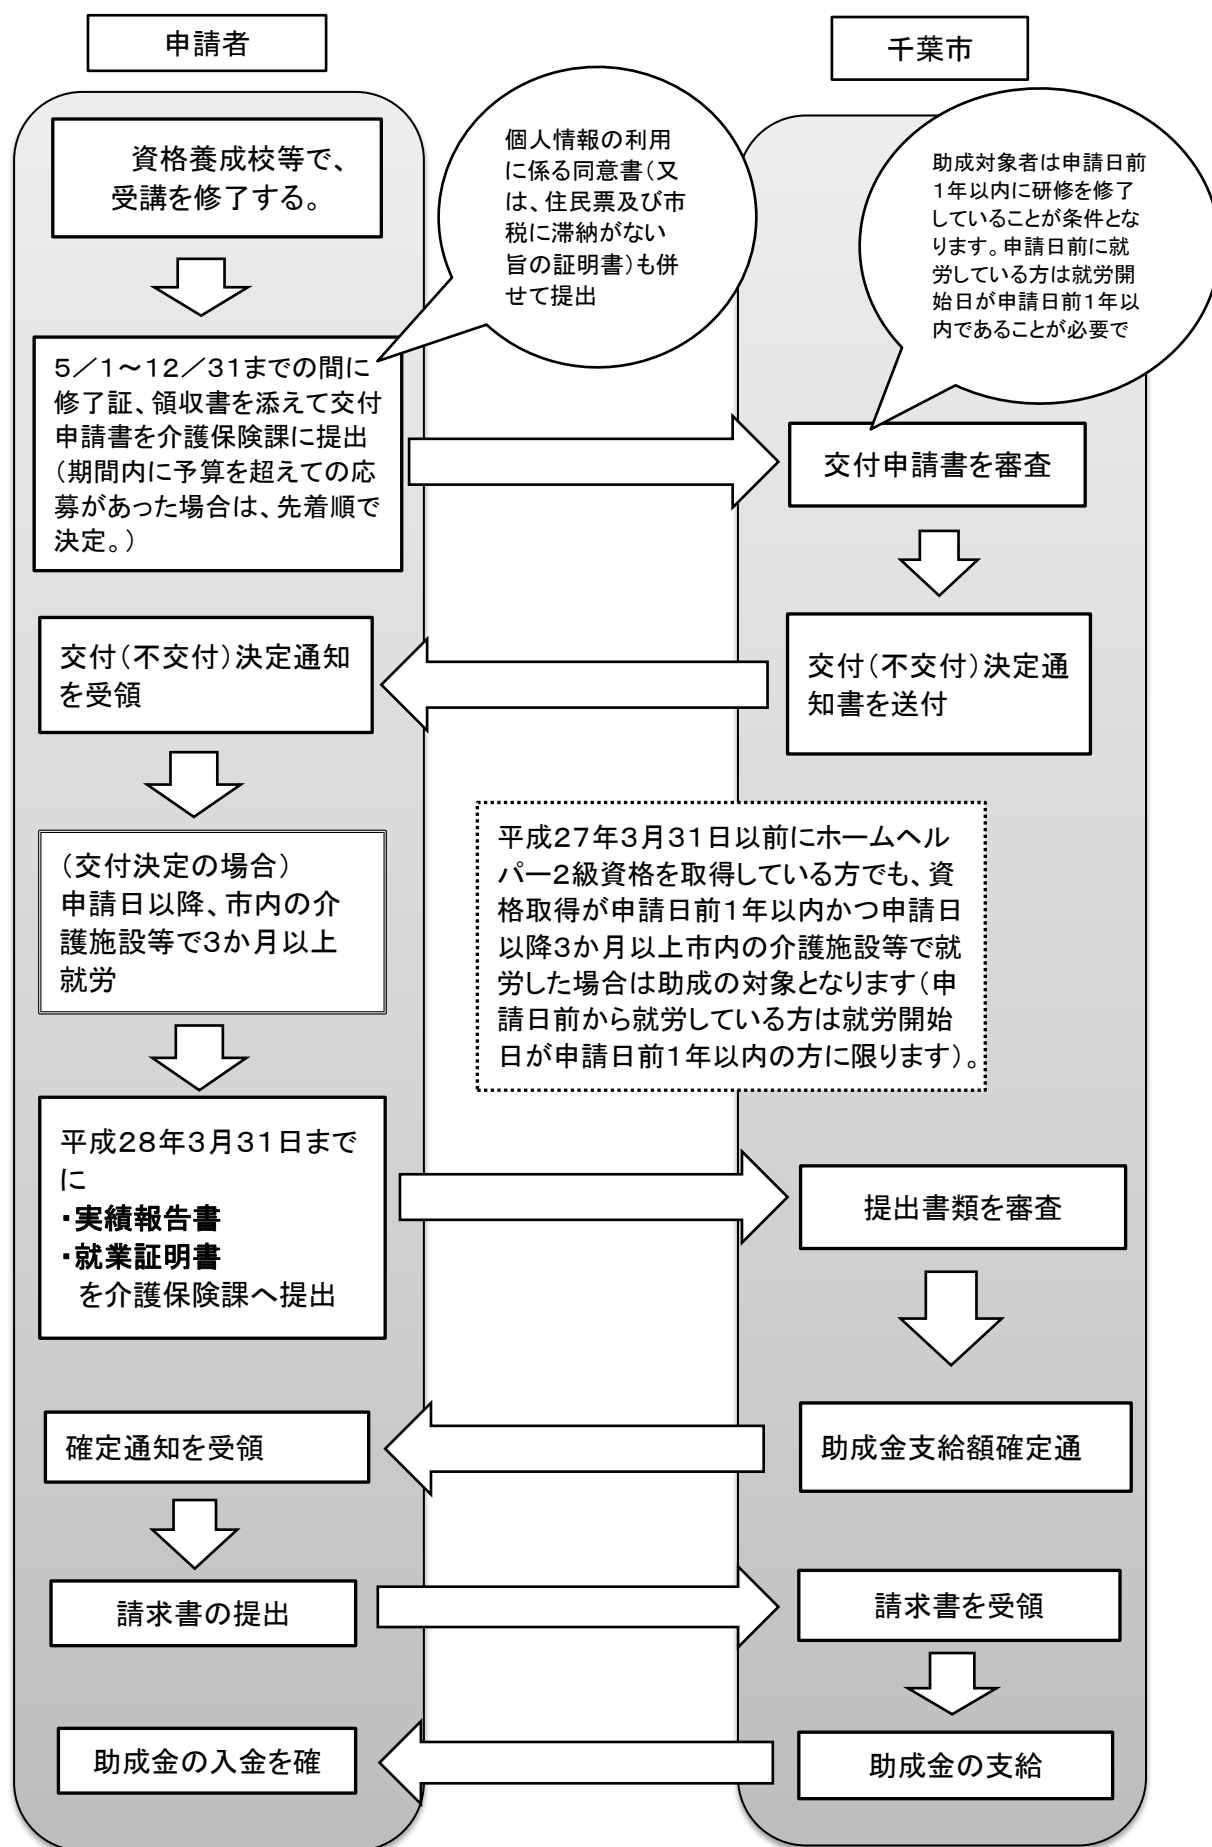 申請者
千葉市
資格養成校等で、
受講を修了する。
個人情報の利用
に係る同意書(又
は、住民票及び市
税に滞納がない
旨の証明書)も併
せて提出
助成対象者は申請日前
1年以内に研修を修了
していることが条件とな
ります。申請日前に就
労している方は就労開
始日が申請日前1年以
内であることが必要で
5/1~12/31までの間に
修了証、領収書を添えて交付
申請書を介護保険課に提出
(期間内に予算を超えての応
募があった場合は、先着順で
決定。)
交付申請書を審査
交付(不交付)決定通知
を受領
交付(不交付)決定通
知書を送付
(交付決定の場合)
申請日以降、市内の介
護施設等で3か月以上
就労
平成27年3月31日以前にホームヘル
パー2級資格を取得している方でも、資
格取得が申請日前1年以内かつ申請日
以降3か月以上市内の介護施設等で就
労した場合は助成の対象となります(申
請日前から就労している方は就労開始
日が申請日前1年以内の方に限ります)。
平成28年3月31日まで
に
・実績報告書
・就業証明書
を介護保険課へ提出
提出書類を審査
確定通知を受領
助成金支給額確定通
請求書の提出
請求書を受領
助成金の入金を確
助成金の支給